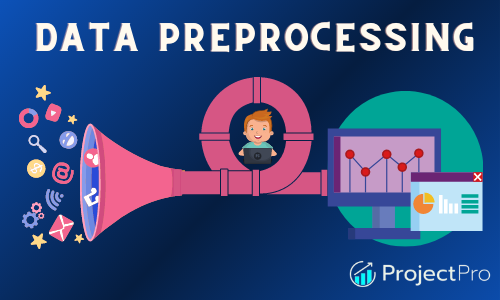 DATA PREPROCESSING
@
ProjectPro